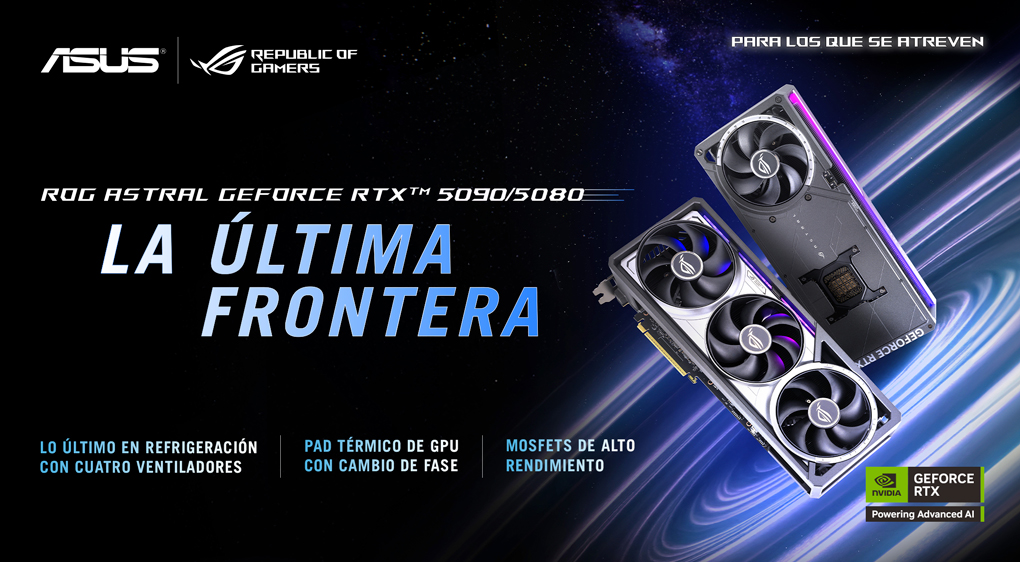 ASUS
REPUBLIC OF
GAMERS
PARA LOS QUE SE ATREVEN
ROG ASTRAL GEFORCE RTX™ 5090/5080
LA ÚLTIMA
FRONTERA
LO ÚLTIMO EN REFRIGERACIÓN
CON CUATRO VENTILADORES
PAD TÉRMICO DE GPU
CON CAMBIO DE FASE
MOSFETS DE ALTO
RENDIMIENTO
GEFORCE RTX
NVIDIA
GEFORCE
RTX
Powering Advanced AI